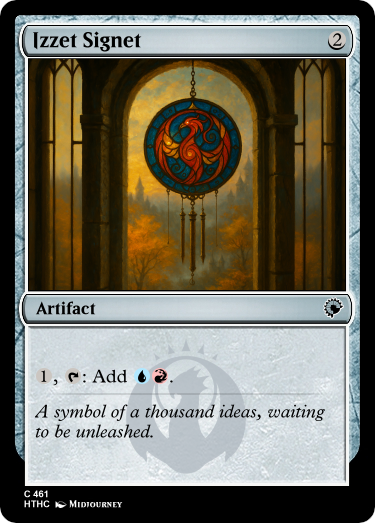 Izzet Signet 2
Artifact
1, : Add .
A symbol of a thousand ideas, waiting
to be unleashed.
C 461
HTHC Midjourney